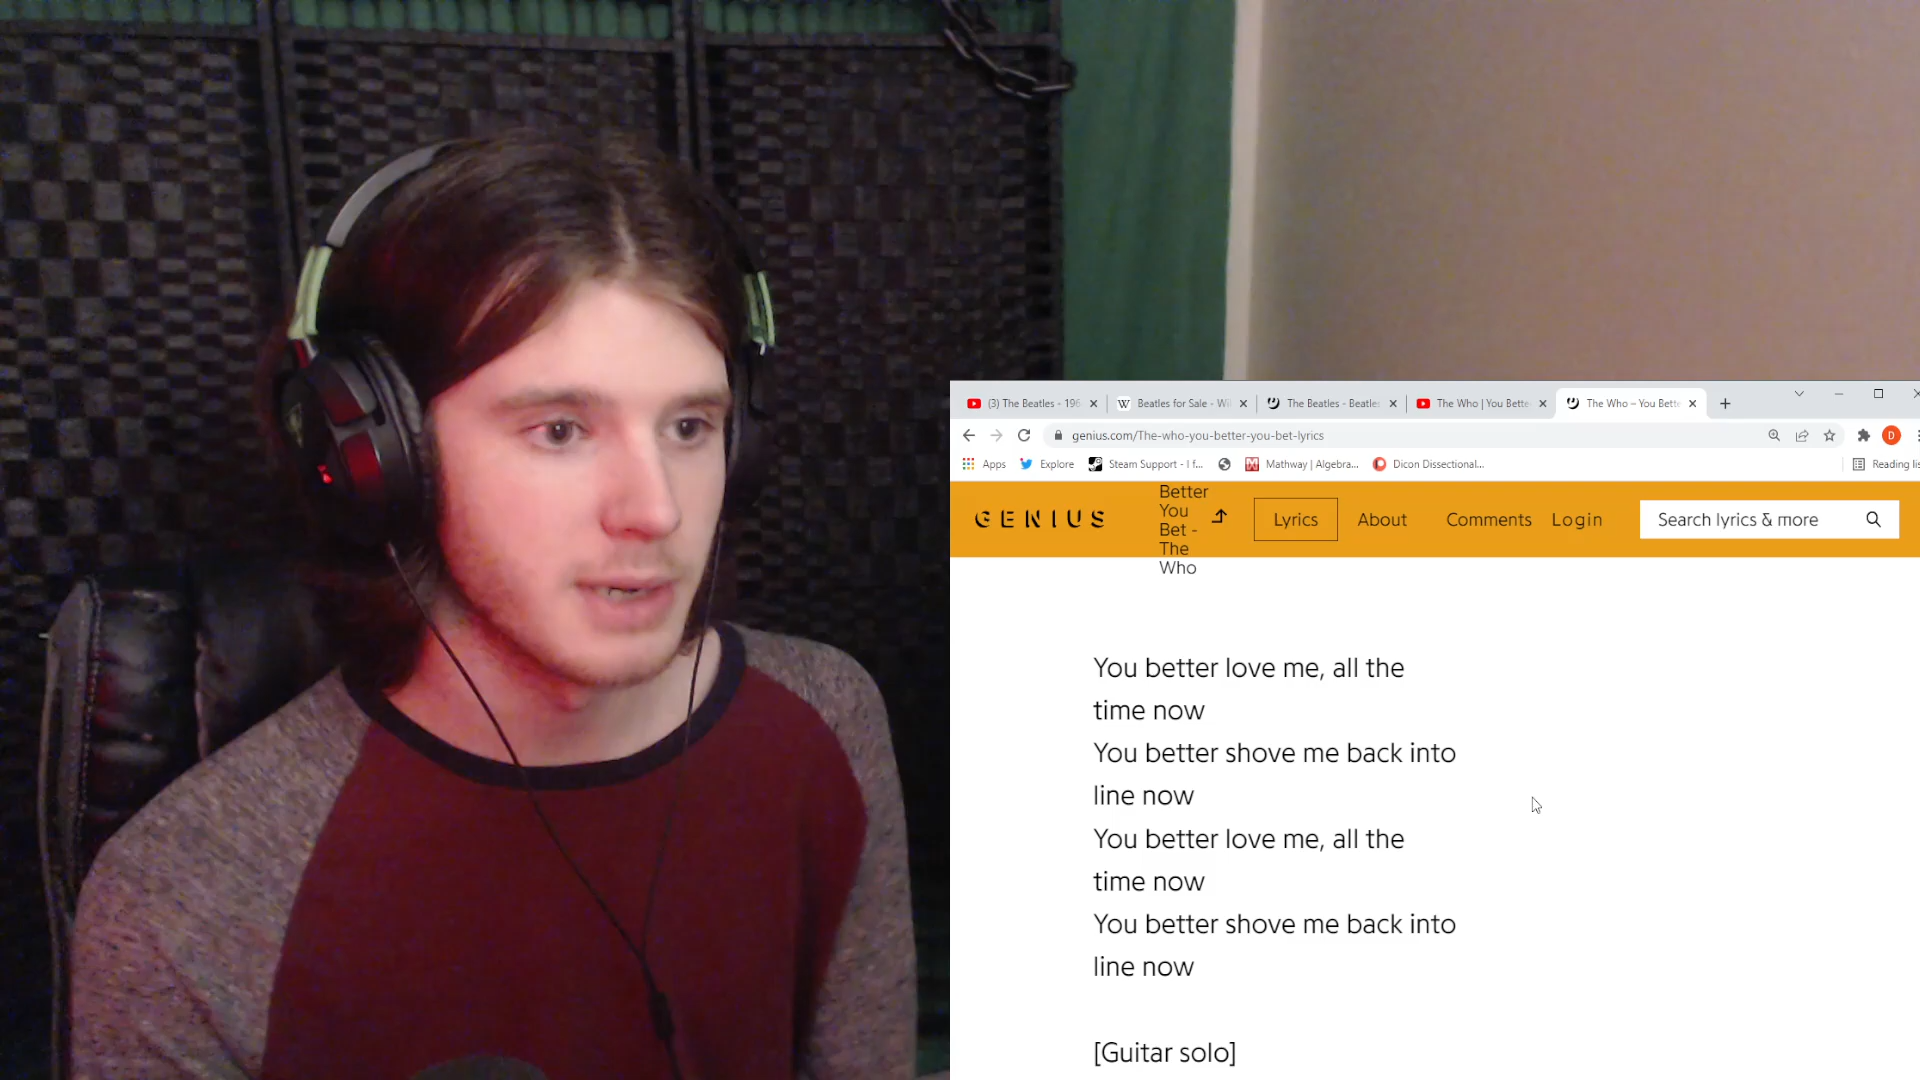 (3) The Beatles - 196
Beatles for Sale - Wi
The Beatles - Beatle
The Who | You Bette
The Who – You Bette
genius.com/The-who-you-better-you-bet-lyrics
D
Apps
Explore
Steam Support - I f...
Mathway | Algebra...
Dicon Dissectional...
Reading lis
GENIUS
Better
You
Bet -
The
Who
Lyrics
About
Comments
Login
Search lyrics & more
You better love me, all the
time now
You better shove me back into
line now
You better love me, all the
time now
You better shove me back into
line now
[Guitar solo]